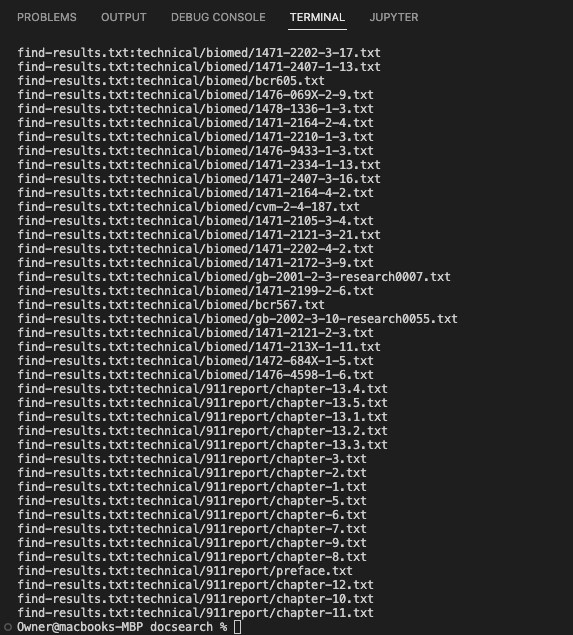 PROBLEMS OUTPUT DEBUG CONSOLE TERMINAL JUPYTER
find-results.txt:technical/biomed/1471-2202-3-17.txt
find-results.txt:technical/biomed/1471-2407-1-13.txt
find-results.txt:technical/biomed/bcr605.txt
find-results.txt:technical/biomed/1476-069X-2-9.txt
find-results.txt:technical/biomed/1478-1336-1-3.txt
find-results.txt:technical/biomed/1471-2164-2-4.txt
find-results.txt:technical/biomed/1471-2210-1-3.txt
find-results.txt:technical/biomed/1476-9433-1-3.txt
find-results.txt:technical/biomed/1471-2334-1-13.txt
find-results.txt:technical/biomed/1471-2407-3-16.txt
find-results.txt:technical/biomed/1471-2164-4-2.txt
find-results.txt:technical/biomed/cvm-2-4-187.txt
find-results.txt:technical/biomed/1471-2105-3-4.txt
find-results.txt:technical/biomed/1471-2121-3-21.txt
find-results.txt:technical/biomed/1471-2202-4-2.txt
find-results.txt:technical/biomed/1471-2172-3-9.txt
find-results.txt:technical/biomed/gb-2001-2-3-research0007.txt
find-results.txt:technical/biomed/1471-2199-2-6.txt
find-results.txt:technical/biomed/bcr567.txt
find-results.txt:technical/biomed/gb-2002-3-10-research0055.txt
find-results.txt:technical/biomed/1471-2121-2-3.txt
find-results.txt:technical/biomed/1471-213X-1-11.txt
find-results.txt:technical/biomed/1472-684X-1-5.txt
find-results.txt:technical/biomed/1476-4598-1-6.txt
find-results.txt:technical/911report/chapter-13.4.txt
find-results.txt:technical/911report/chapter-13.5.txt
find-results.txt:technical/911report/chapter-13.1.txt
find-results.txt:technical/911report/chapter-13.2.txt
find-results.txt:technical/911report/chapter-13.3.txt
find-results.txt:technical/911report/chapter-3.txt
find-results.txt:technical/911report/chapter-2.txt
find-results.txt:technical/911report/chapter-1.txt
find-results.txt:technical/911report/chapter-5.txt
find-results.txt:technical/911report/chapter-6.txt
find-results.txt:technical/911report/chapter-7.txt
find-results.txt:technical/911report/chapter-9.txt
find-results.txt:technical/911report/chapter-8.txt
find-results.txt:technical/911report/preface.txt
find-results.txt:technical/911report/chapter-12.txt
find-results.txt:technical/911report/chapter-10.txt
find-results.txt:technical/911report/chapter-11.txt
Owner@macbooks-MBP docsearch %